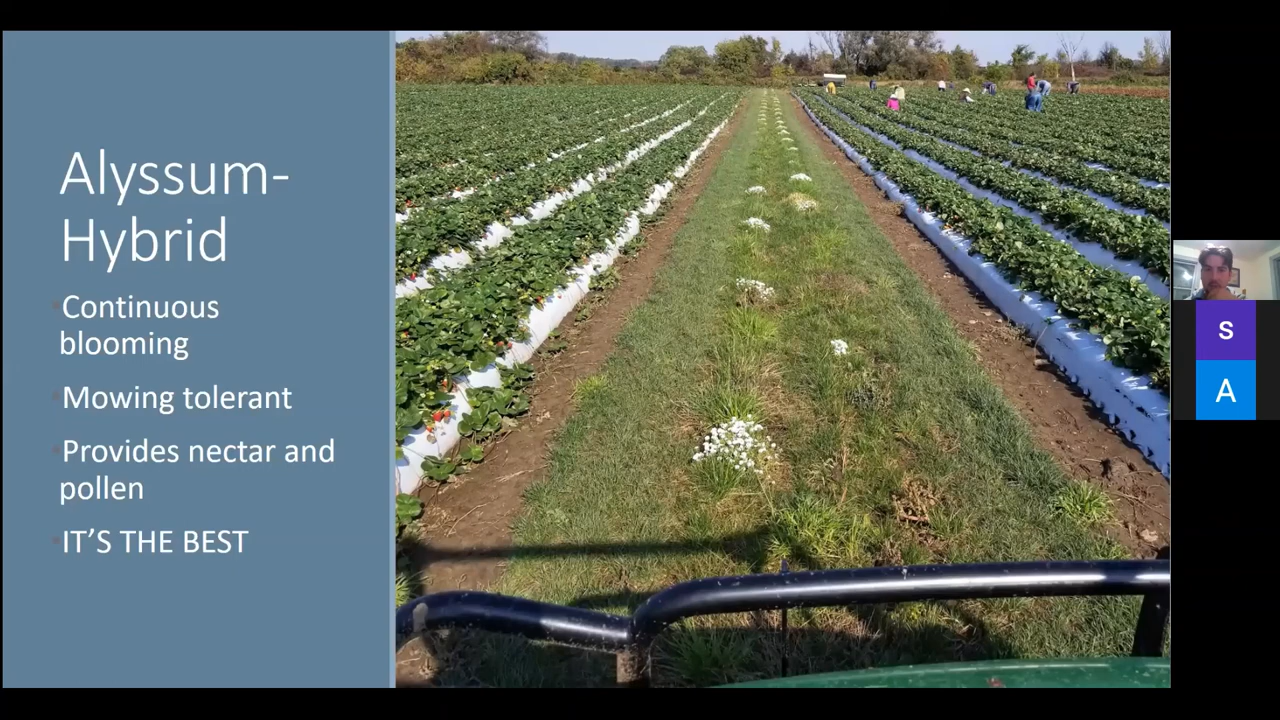 Alyssum-
Hybrid
Continuous
blooming
Mowing tolerant
Provides nectar and
pollen
IT’S THE BEST
S
A